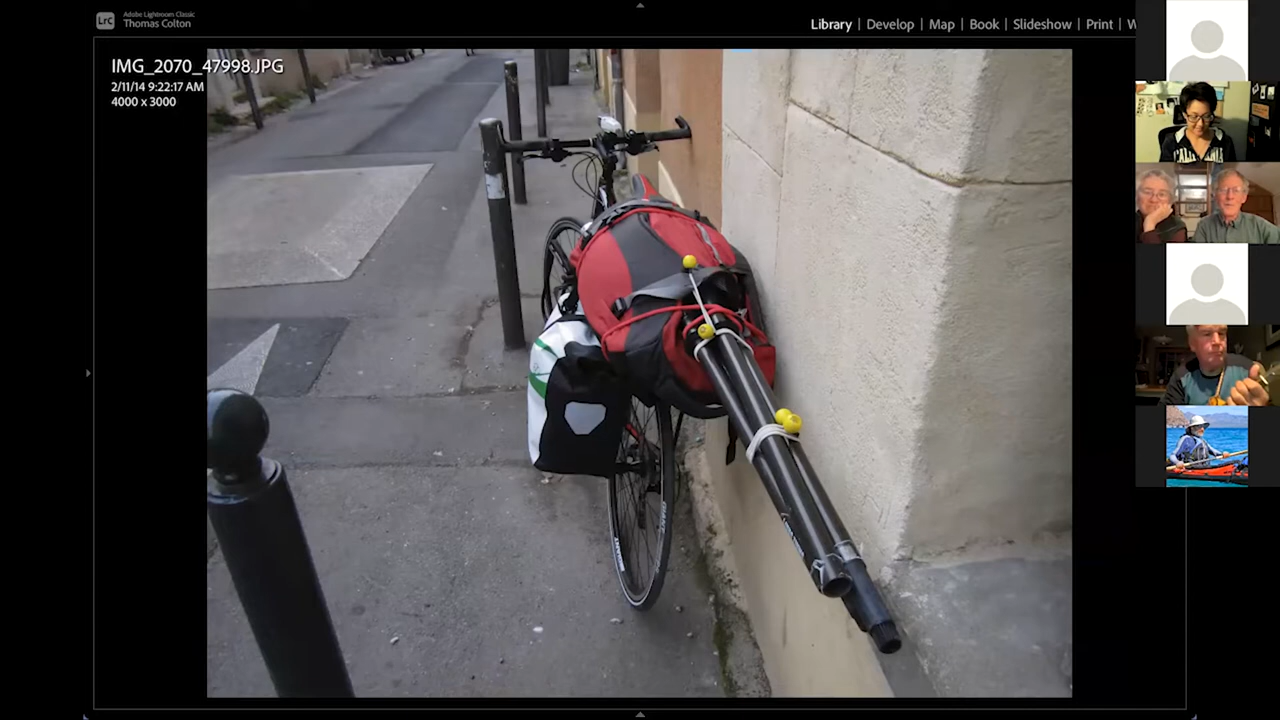 LrC
Adobe Lightroom Classic
Thomas Colton
Library | Develop | Map | Book | Slideshow | Print | W
IMG_2070_47998.JPG
2/11/14 9:22:17 AM
4000 x 3000
GIANT